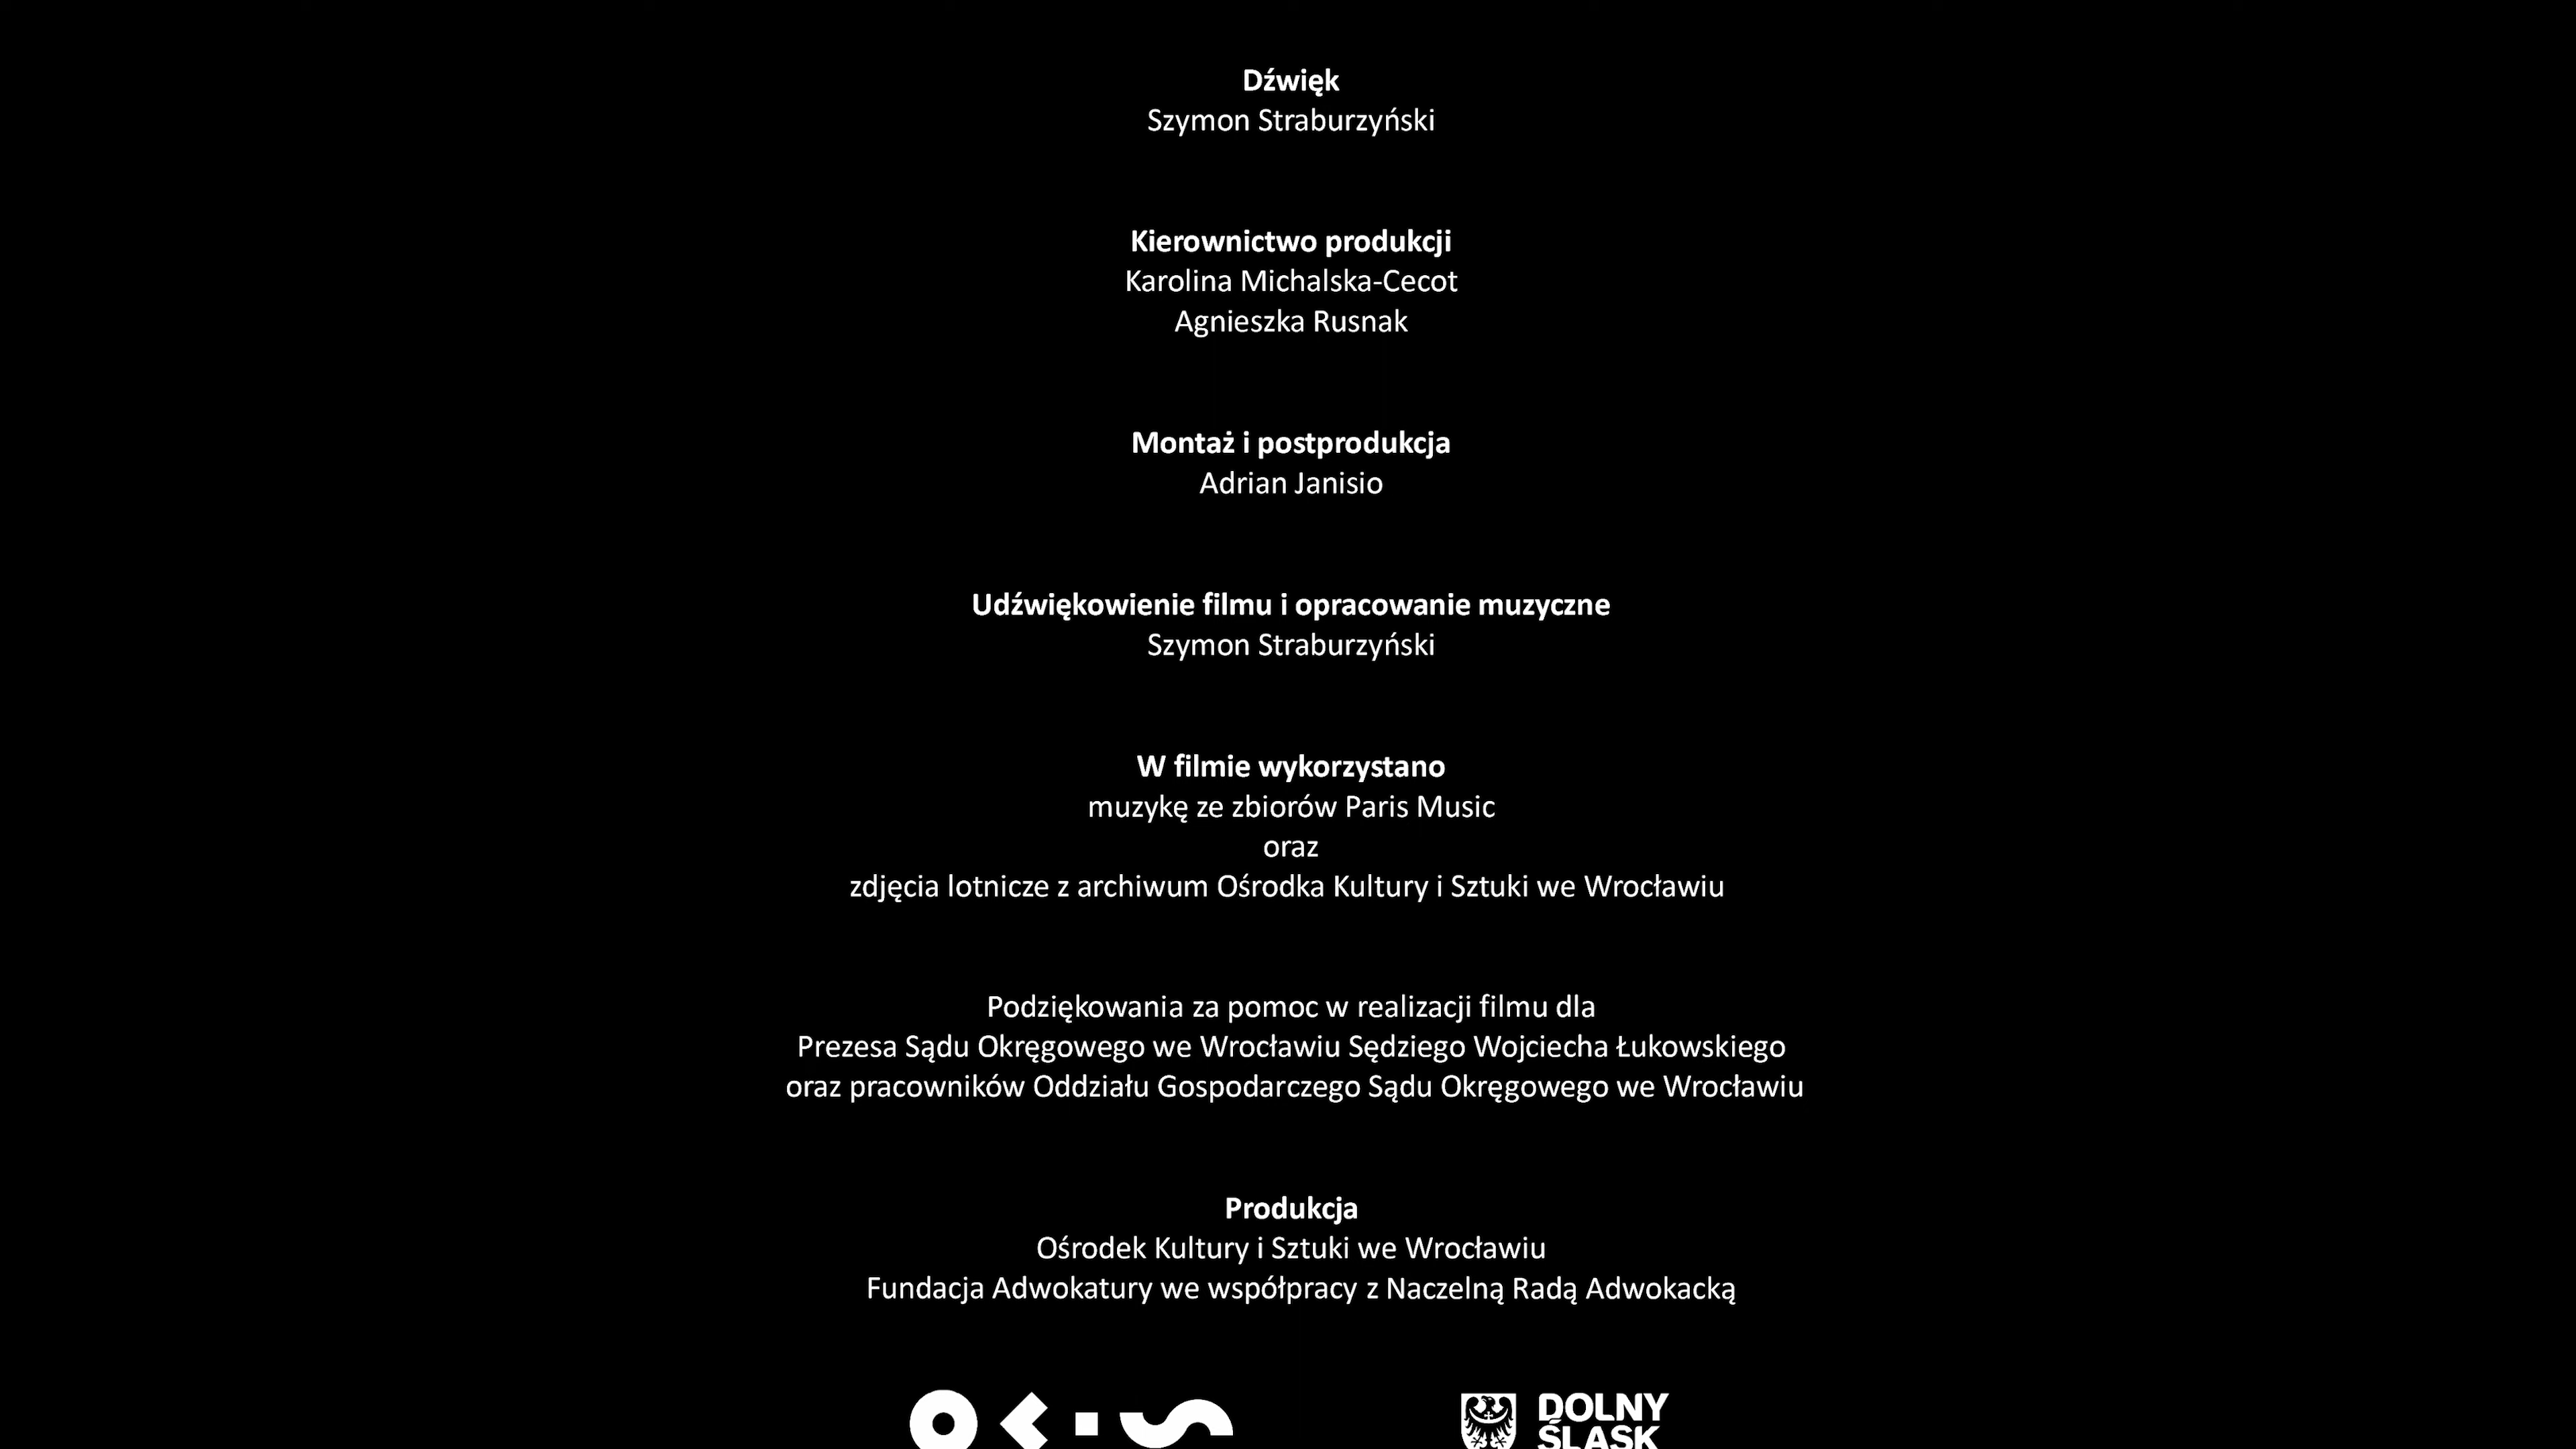 Dźwięk
Szymon Straburzyński
Kierownictwo produkcji
Karolina Michalska-Cecot
Agnieszka Rusnak
Montaż i postprodukcja
Adrian Janisio
Udźwiękowienie filmu i opracowanie muzyczne
Szymon Straburzyński
W filmie wykorzystano
muzykę ze zbiorów Paris Music
oraz
zdjęcia lotnicze z archiwum Ośrodka Kultury i Sztuki we Wrocławiu
Podziękowania za pomoc w realizacji filmu dla
Prezesa Sądu Okręgowego we Wrocławiu Sędziego Wojciecha Łukowskiego
oraz pracowników Oddziału Gospodarczego Sądu Okręgowego we Wrocławiu
Produkcja
Ośrodek Kultury i Sztuki we Wrocławiu
Fundacja Adwokatury we współpracy z Naczelną Radą Adwokacką
DOLNY
ŚLĄSK